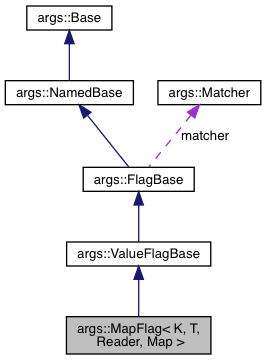 args::Base
args::NamedBase
args::Matcher
matcher
args::FlagBase
args::ValueFlagBase
args::MapFlag< K, T,
Reader, Map >